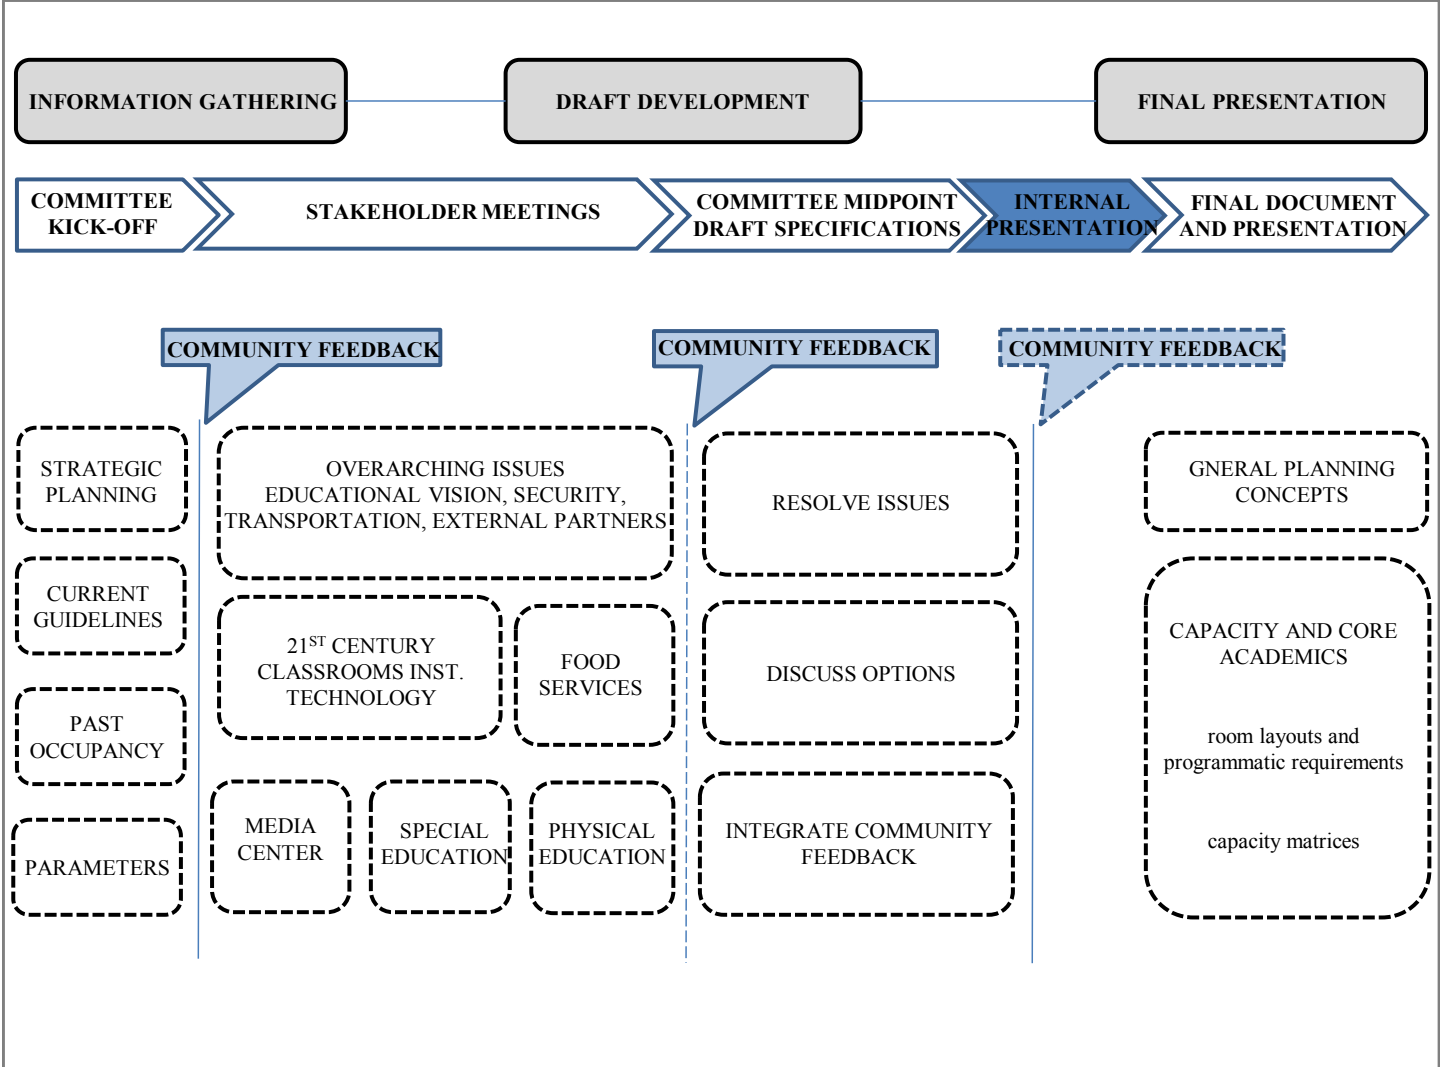 INFORMATION GATHERING
DRAFT DEVELOPMENT
FINAL PRESENTATION
COMMITTEE
KICK-OFF
STAKEHOLDER MEETINGS
COMMITTEE MIDPOINT
DRAFT SPECIFICATIONS
INTERNAL
PRESENTATION
FINAL DOCUMENT
AND PRESENTATION
COMMUNITY FEEDBACK
COMMUNITY FEEDBACK
COMMUNITY FEEDBACK
STRATEGIC
PLANNING
CURRENT
GUIDELINES
PAST
OCCUPANCY
PARAMETERS
OVERARCHING ISSUES
EDUCATIONAL VISION, SECURITY,
TRANSPORTATION, EXTERNAL PARTNERS
21ST CENTURY
CLASSROOMS INST.
TECHNOLOGY
FOOD
SERVICES
MEDIA
CENTER
SPECIAL
EDUCATION
PHYSICAL
EDUCATION
RESOLVE ISSUES
DISCUSS OPTIONS
INTEGRATE COMMUNITY
FEEDBACK
GNERAL PLANNING
CONCEPTS
CAPACITY AND CORE
ACADEMICS
room layouts and
programmatic requirements
capacity matrices